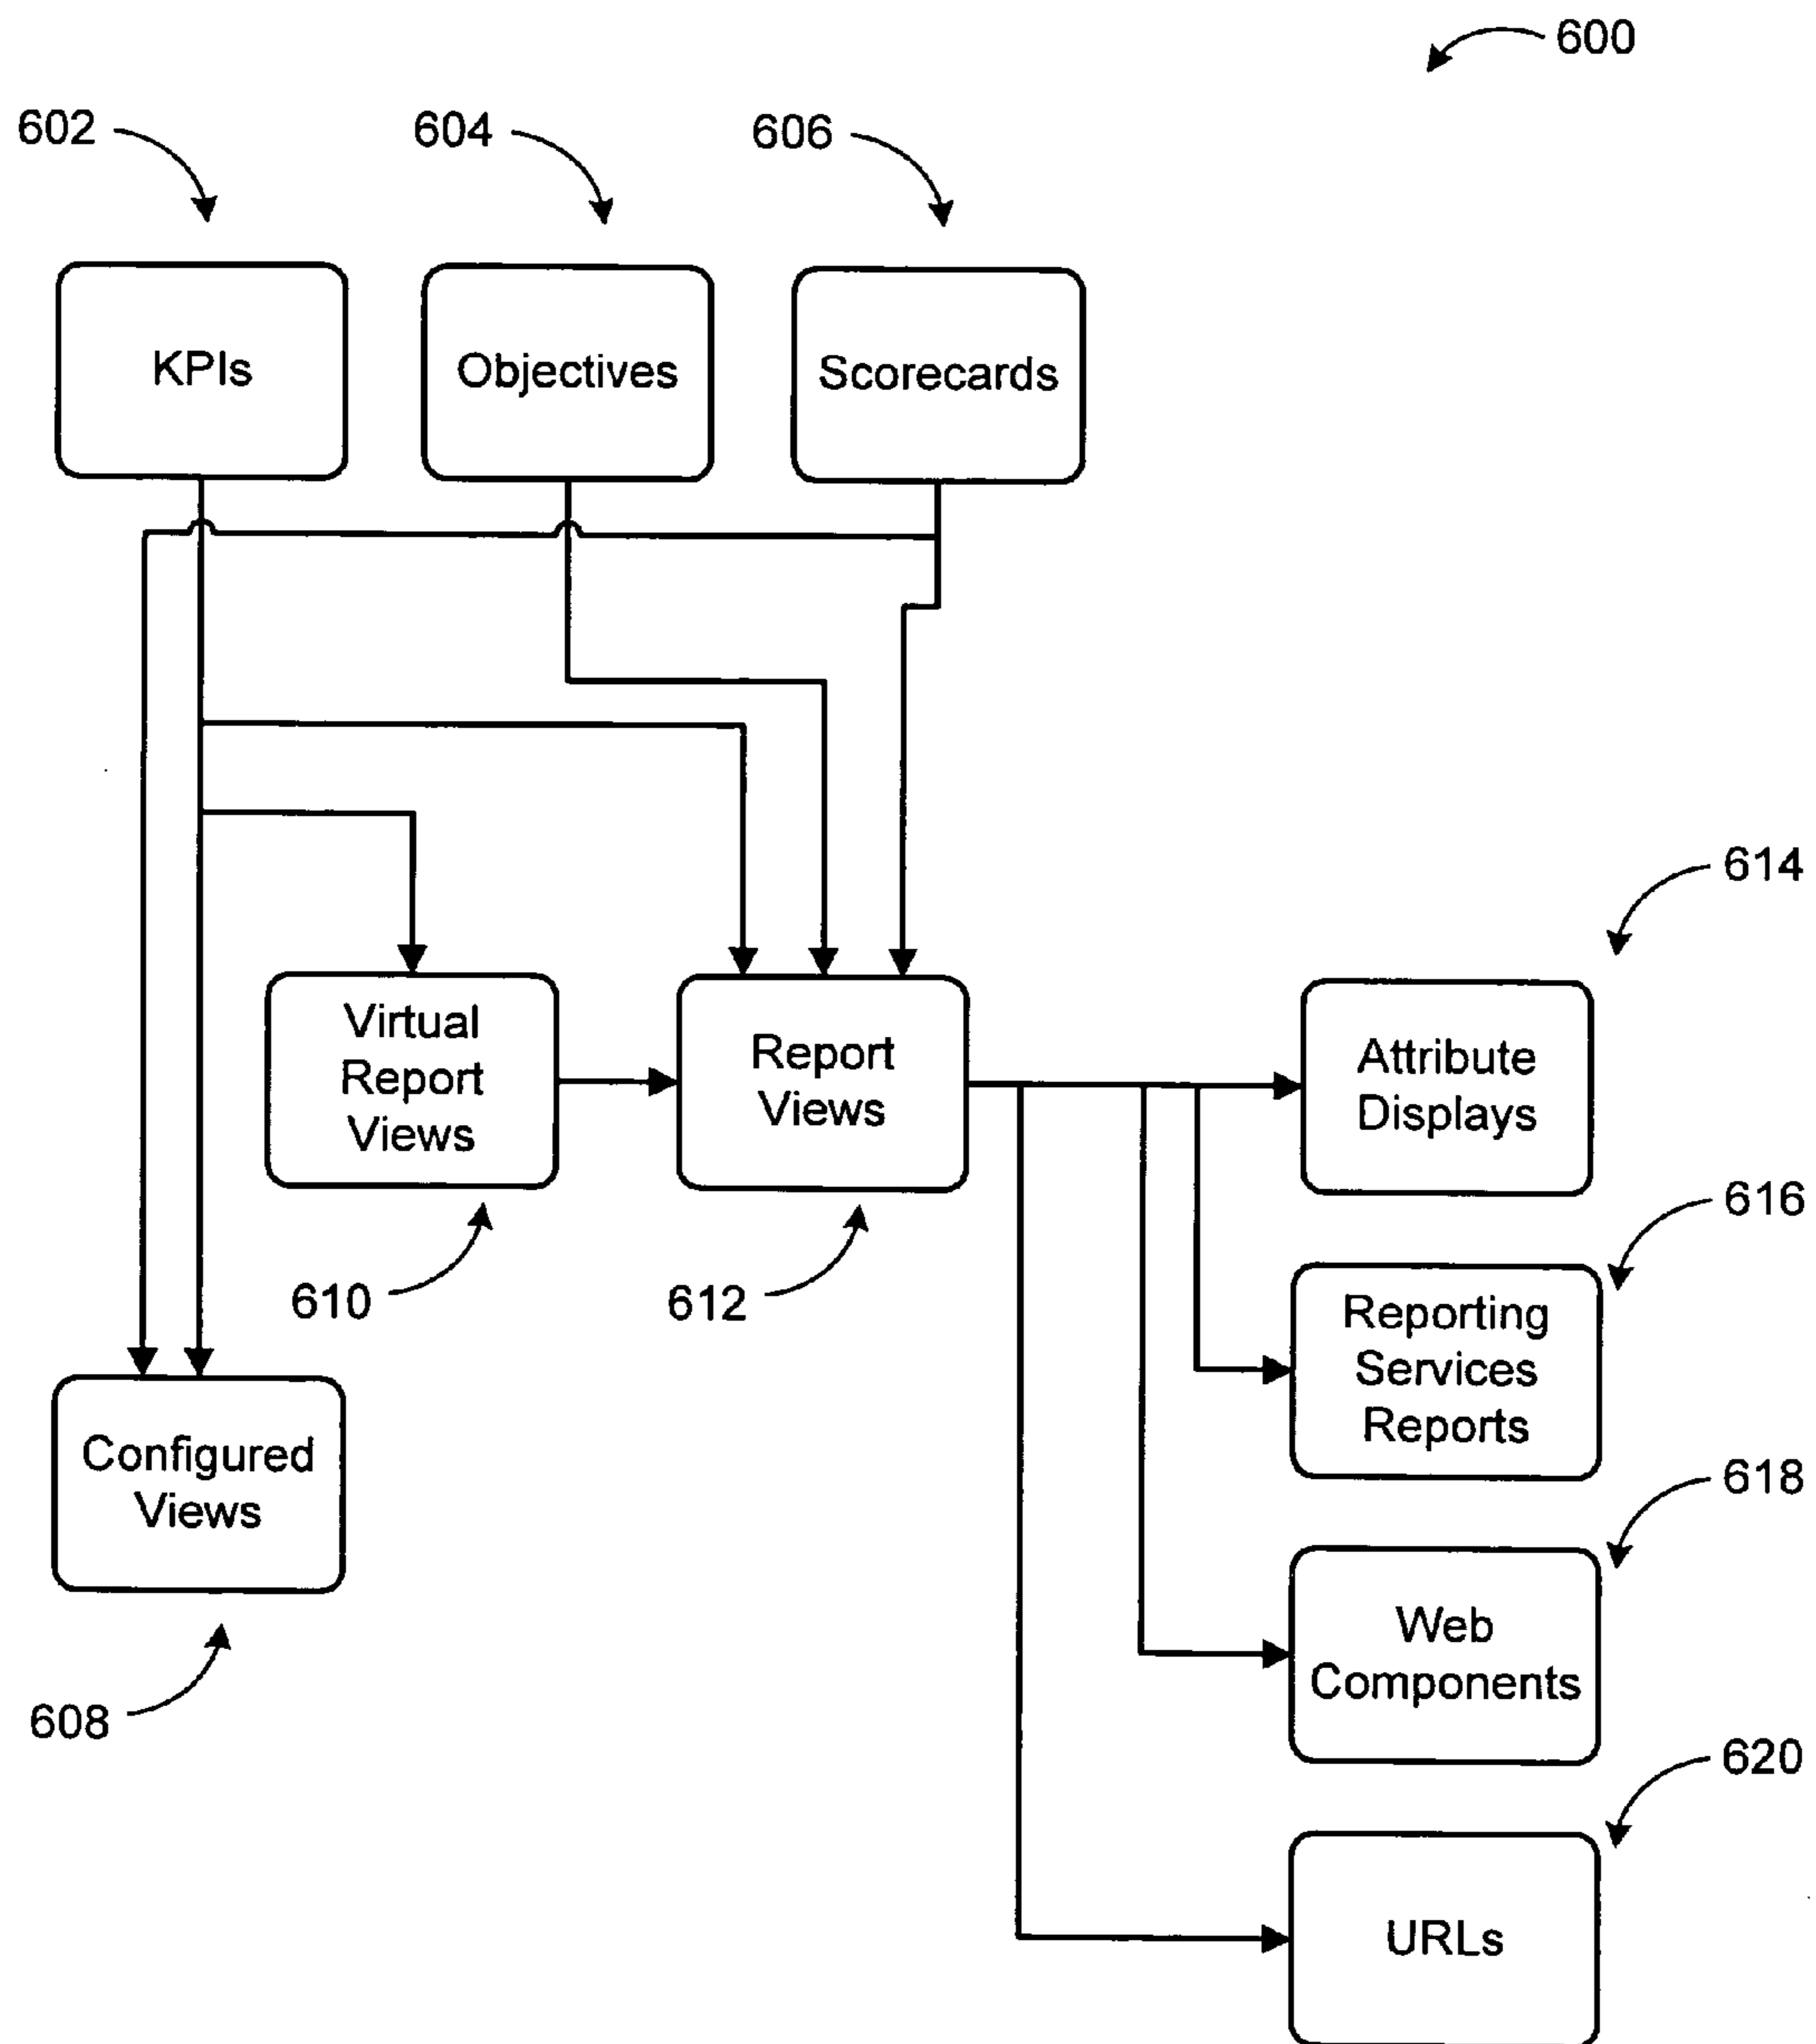 600
602
604
606
KPIs
Objectives
Scorecards
614
Virtual
Report
Views
Report
Views
Attribute
Displays
616
610
612
Reporting
Services
Reports
Configured
Views
618
Web
Components
608
620
URLs